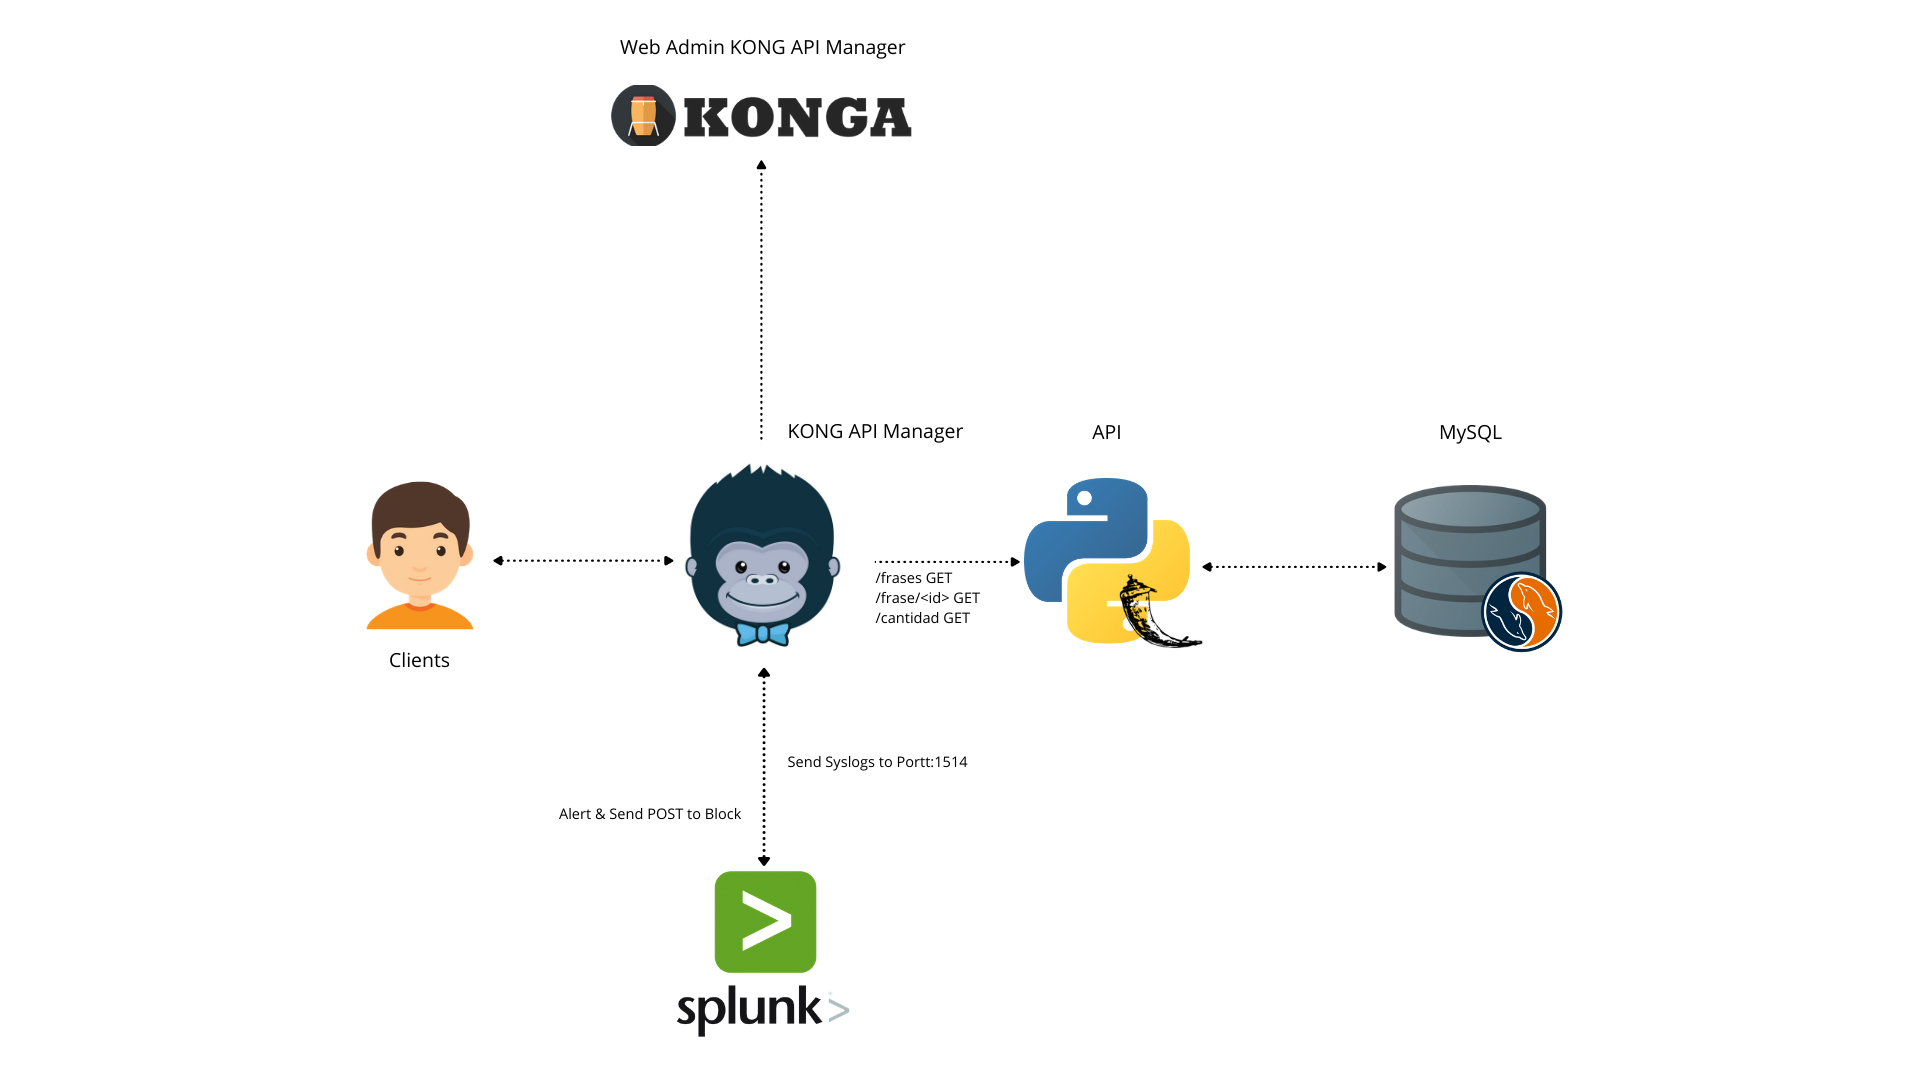 Web Admin KONG API Manager
KONGA
KONG API Manager
API
MySQL
/frases GET
/frase/<id> GET
/cantidad GET
Clients
Send Syslogs to Portt:1514
Alert & Send POST to Block
>
splunk>